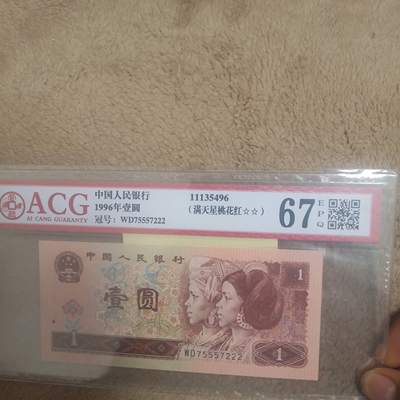 ACG
AI CANG GUARANTY
中国人民银行
1996年壹圆
冠号: WD75557222
11135496
(满天星桃花红☆☆)
67 EPQ
中国人民银行
壹圆
1
1
WD75557222
1